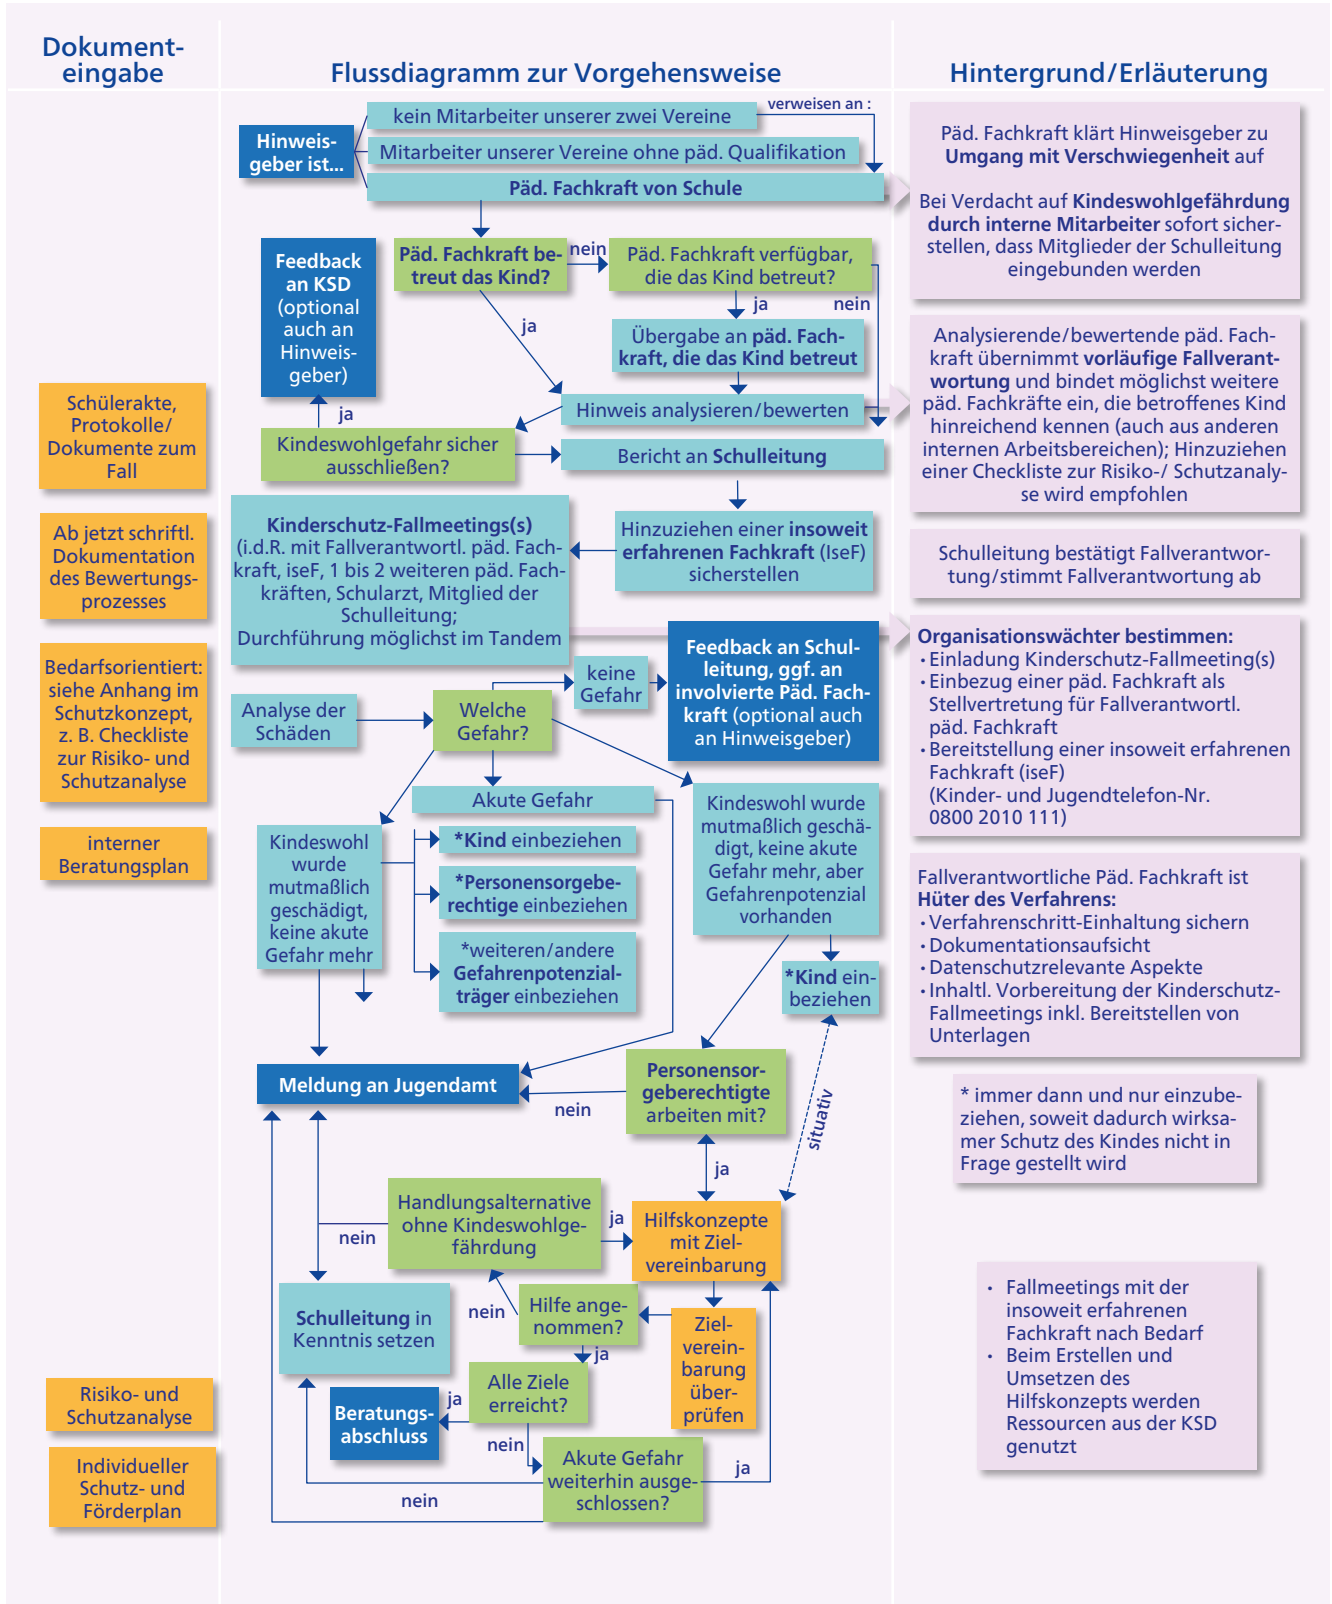 Dokument-
eingabe
Flussdiagramm zur Vorgehensweise
Hintergrund/Erläuterung
Hinweis-
geber ist...
kein Mitarbeiter unserer zwei Vereine
verweisen an :
Mitarbeiter unserer Vereine ohne päd. Qualifikation
Päd. Fachkraft von Schule
Päd. Fachkraft klärt Hinweisgeber zu
Umgang mit Verschwiegenheit auf
Bei Verdacht auf Kindeswohlgefährdung
durch interne Mitarbeiter sofort sicher-
stellen, dass Mitglieder der Schulleitung
eingebunden werden
Feedback
an KSD
(optional
auch an
Hinweis-
geber)
Päd. Fachkraft be-
treut das Kind?
nein
Päd. Fachkraft verfügbar,
die das Kind betreut?
ja
ja
nein
Übergabe an päd. Fach-
kraft, die das Kind betreut
Analysierende/bewertende päd. Fach-
kraft übernimmt vorläufige Fallverant-
wortung und bindet möglichst weitere
päd. Fachkräfte ein, die betroffenes Kind
hinreichend kennen (auch aus anderen
internen Arbeitsbereichen); Hinzuziehen
einer Checkliste zur Risiko-/ Schutzanaly-
se wird empfohlen
Schülerakte,
Protokolle/
Dokumente zum
Fall
ja
Hinweis analysieren/bewerten
Kindeswohlgefahr sicher
ausschließen?
Bericht an Schulleitung
Ab jetzt schriftl.
Dokumentation
des Bewertungs-
prozesses
Kinderschutz-Fallmeetings(s)
(i.d.R. mit Fallverantwortl. päd. Fach-
kraft, iseF, 1 bis 2 weiteren päd. Fach-
kräften, Schularzt, Mitglied der
Schulleitung;
Durchführung möglichst im Tandem
Hinzuziehen einer insoweit
erfahrenen Fachkraft (IseF)
sicherstellen
Schulleitung bestätigt Fallverantwor-
tung/stimmt Fallverantwortung ab
Bedarfsorientiert:
siehe Anhang im
Schutzkonzept,
z. B. Checkliste
zur Risiko- und
Schutzanalyse
Analyse der
Schäden
Welche
Gefahr?
keine
Gefahr
Feedback an Schul-
leitung, ggf. an
involvierte Päd. Fach-
kraft (optional auch
an Hinweisgeber)
Organisationswächter bestimmen:
· Einladung Kinderschutz-Fallmeeting(s)
· Einbezug einer päd. Fachkraft als
Stellvertretung für Fallverantwortl.
päd. Fachkraft
· Bereitstellung einer insoweit erfahrenen
Fachkraft (iseF)
(Kinder- und Jugendtelefon-Nr.
0800 2010 111)
interner
Beratungsplan
Akute Gefahr
Kindeswohl
wurde
mutmaßlich
geschädigt,
keine akute
Gefahr mehr
*Kind einbeziehen
*Personensorgebe-
rechtige einbeziehen
*weiteren/andere
Gefahrenpotenzial-
träger einbeziehen
Kindeswohl wurde
mutmaßlich geschä-
digt, keine akute
Gefahr mehr, aber
Gefahrenpotenzial
vorhanden
*Kind ein-
beziehen
Fallverantwortliche Päd. Fachkraft ist
Hüter des Verfahrens:
· Verfahrenschritt-Einhaltung sichern
· Dokumentationsaufsicht
· Datenschutzrelevante Aspekte
· Inhaltl. Vorbereitung der Kinderschutz-
Fallmeetings inkl. Bereitstellen von
Unterlagen
Meldung an Jugendamt
nein
Personensor-
geberechtigte
arbeiten mit?
situativ
* immer dann und nur einzube-
ziehen, soweit dadurch wirksa-
mer Schutz des Kindes nicht in
Frage gestellt wird
ja
nein
Handlungsalternative
ohne Kindeswohlge-
fährdung
ja
Hilfskonzepte
mit Ziel-
vereinbarung
Schulleitung in
Kenntnis setzen
nein
Hilfe ange-
nommen?
ja
Ziel-
verein-
barung
über-
prüfen
· Fallmeetings mit der
insoweit erfahrenen
Fachkraft nach Bedarf
· Beim Erstellen und
Umsetzen des
Hilfskonzepts werden
Ressourcen aus der KSD
genutzt
Risiko- und
Schutzanalyse
Beratungs-
abschluss
ja
Alle Ziele
erreicht?
nein
Individueller
Schutz- und
Förderplan
nein
Akute Gefahr
weiterhin ausge-
schlossen?
ja